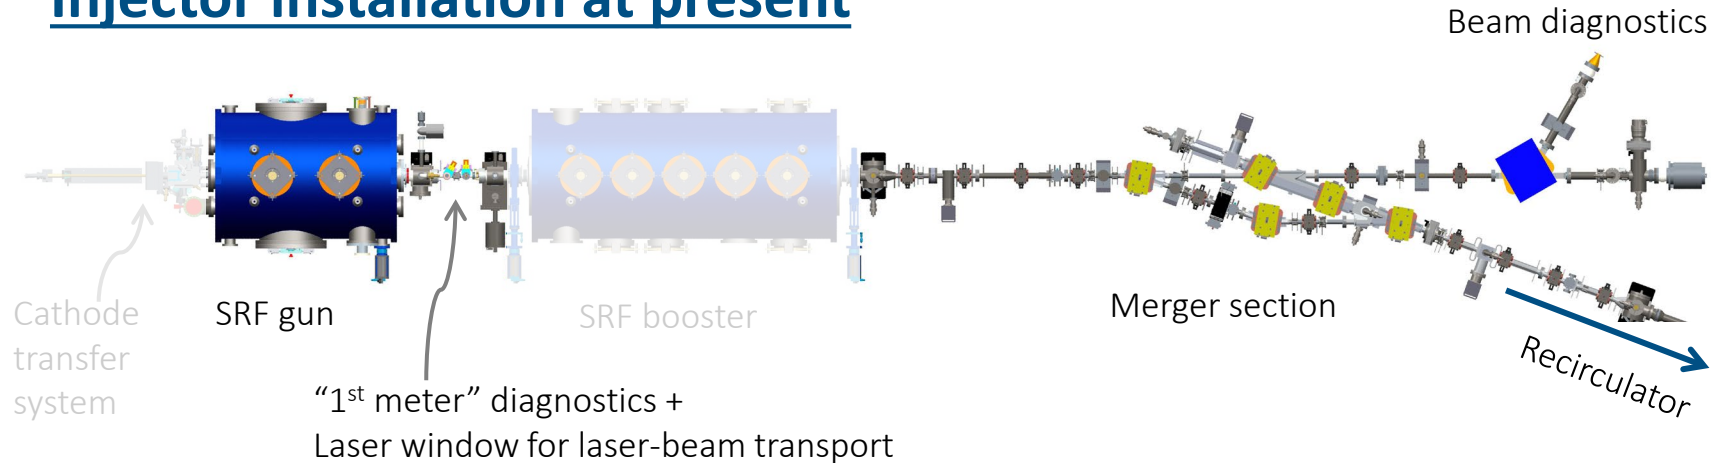 Injector installation at present
Beam diagnostics
Cathode
transfer
system
SRF gun
SRF booster
Merger section
Recirculator
“1st meter” diagnostics +
Laser window for laser-beam transport